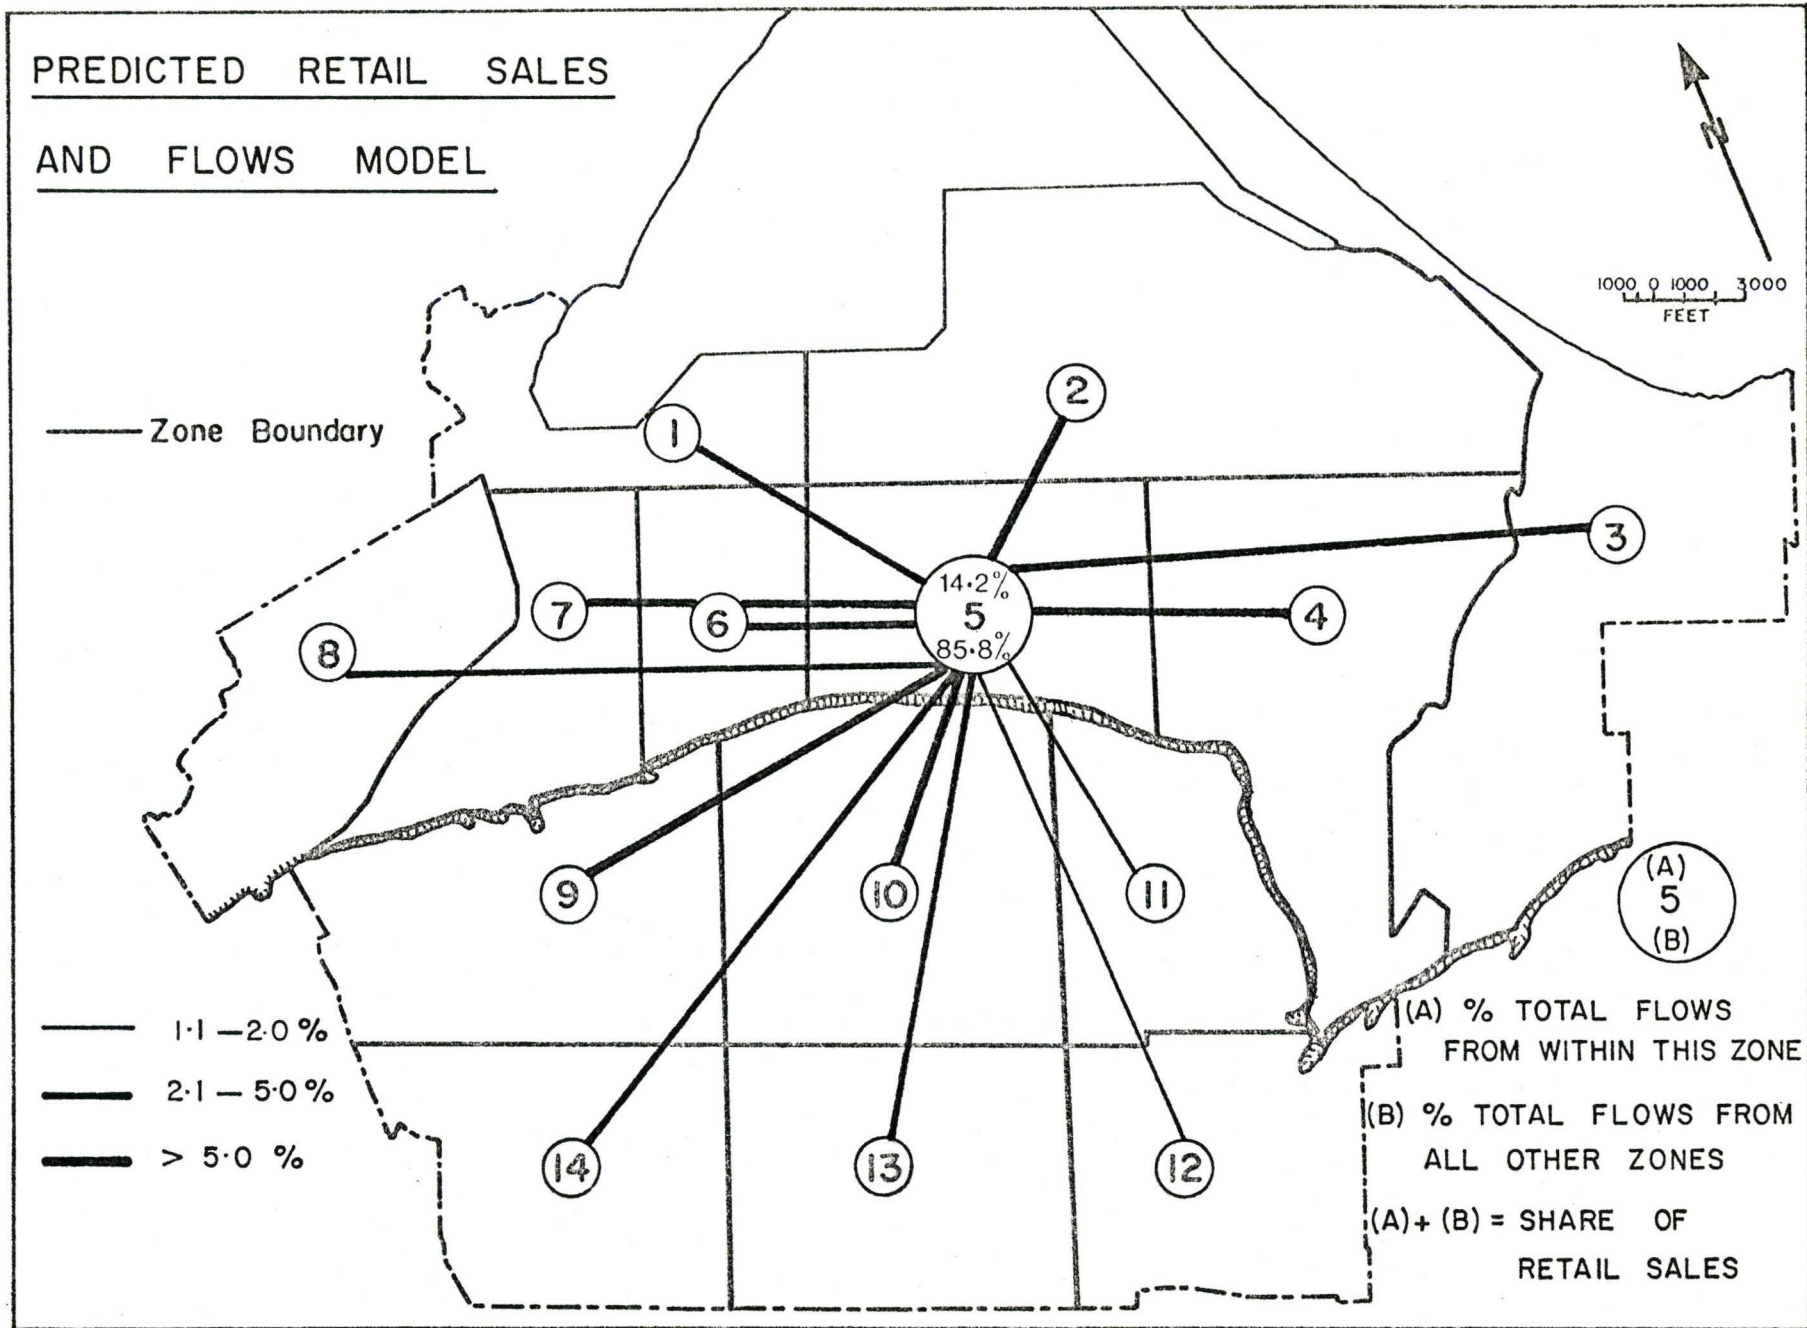 PREDICTED RETAIL SALES
AND FLOWS MODEL
N
1000 0 1000 3000
FEET
Zone Boundary
1
2
3
14·2%
5
85·8%
4
7
6
8
9
10
11
14
13
12
1·1 — 2·0 %
2·1 — 5·0 %
> 5·0 %
(A)
5
(B)
(A) % TOTAL FLOWS
FROM WITHIN THIS ZONE
(B) % TOTAL FLOWS FROM
ALL OTHER ZONES
(A) + (B) = SHARE OF
RETAIL SALES